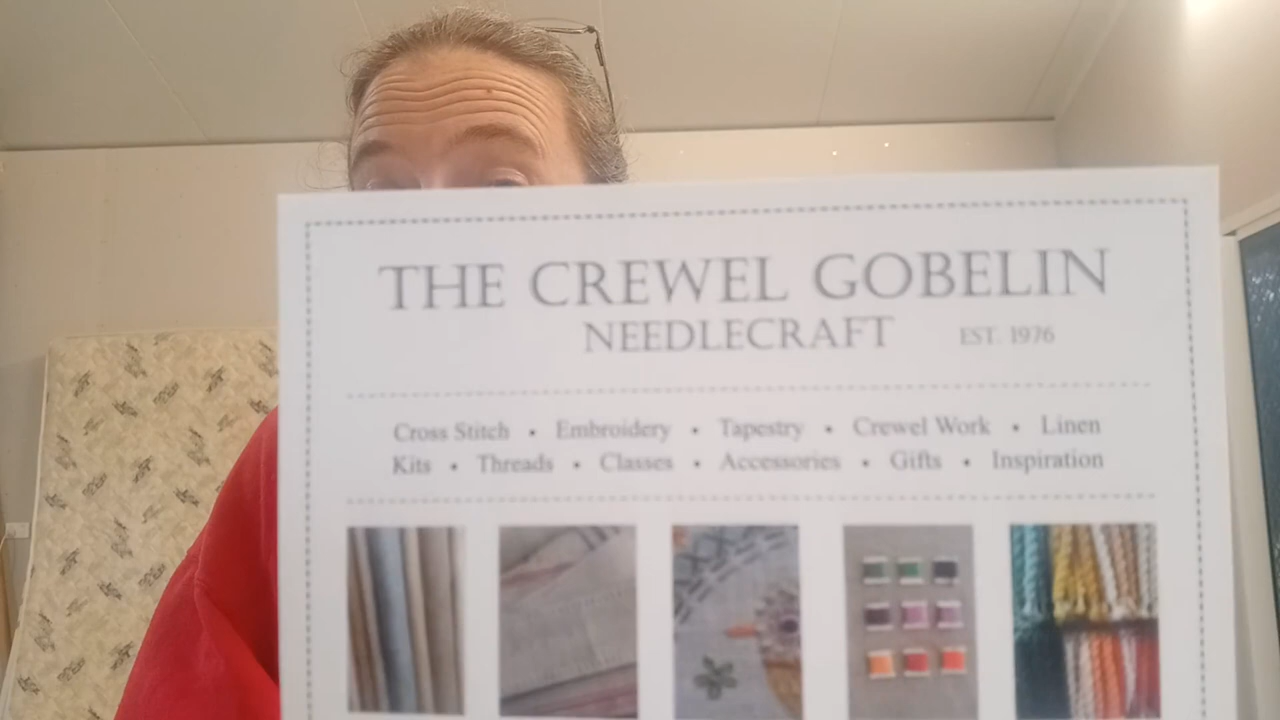 THE CREWEL GOBELIN
NEEDLECRAFT EST. 1976
Cross Stitch • Embroidery • Tapestry • Crewel Work • Linen
Kits • Threads • Classes • Accessories • Gifts • Inspiration